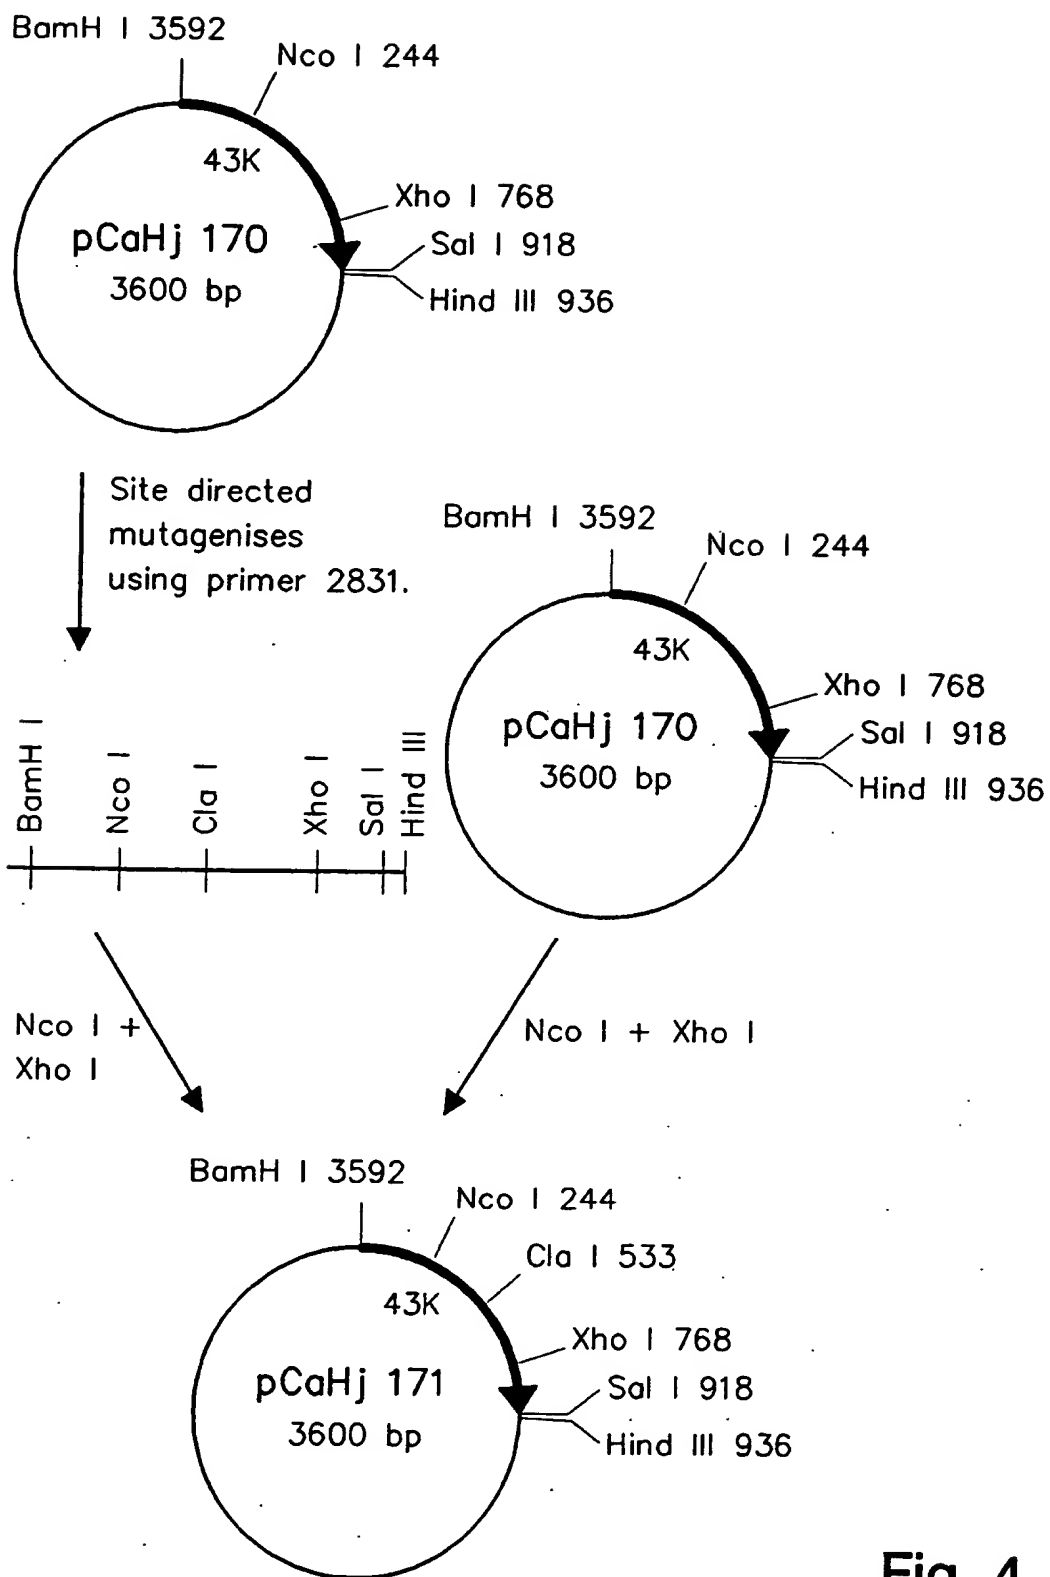 BamH I 3592
Nco I 244
43K
Xho I 768
pCaHj 170
Sal I 918
3600 bp
Hind III 936
Site directed
mutagenises
using primer 2831.
BamH I 3592
Nco I 244
43K
Xho I 768
pCaHj 170
Sal I 918
3600 bp
Hind III 936
BamH I
Nco I
Cla I
Xho I
Sal I
Hind III
Nco I +
Xho I
Nco I + Xho I
BamH I 3592
Nco I 244
Cla I 533
43K
Xho I 768
pCaHj 171
Sal I 918
3600 bp
Hind III 936
Fig. 4